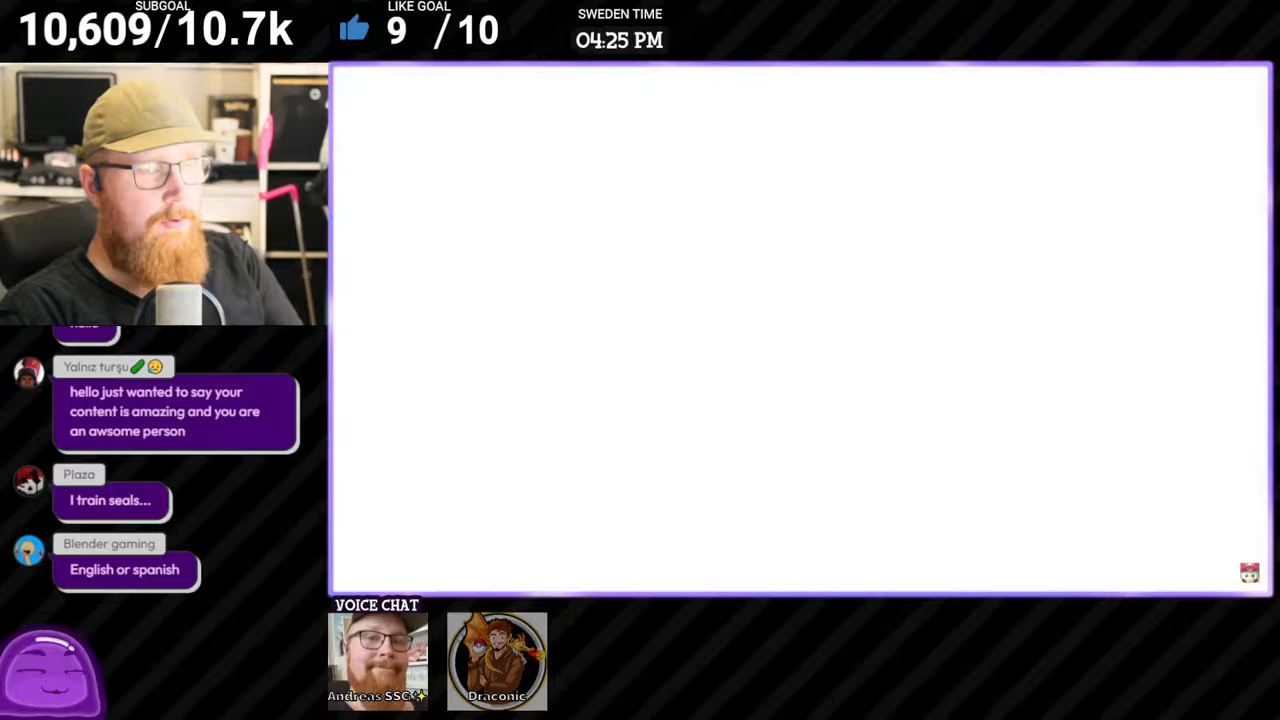 SUBGOAL
10,609/10.7k
LIKE GOAL
9 /10
SWEDEN TIME
04:25 PM
Yalnız turşu🥒😥
hello just wanted to say your
content is amazing and you are
an awsome person
Plaza
I train seals...
Blender gaming
English or spanish
VOICE CHAT
Andreas SSG✨
Draconic